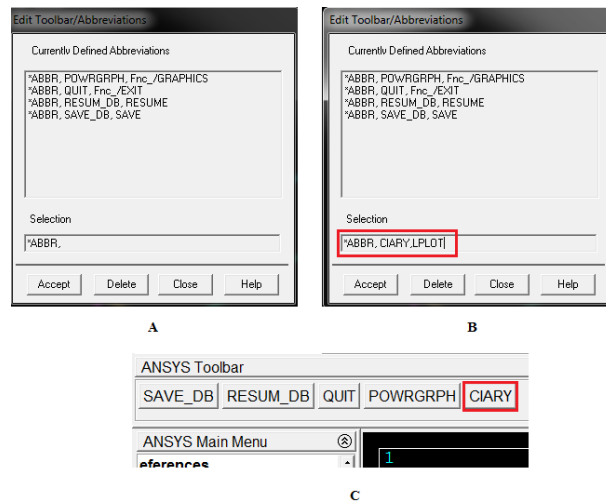 Edit Toolbar/Abbreviations
Currently Defined Abbreviations
*ABBR, POWRGRPH, Fnc_/GRAPHICS
*ABBR, QUIT, Fnc_/EXIT
*ABBR, RESUM_DB, RESUME
*ABBR, SAVE_DB, SAVE
Selection
*ABBR,
Accept Delete Close Help
A
Edit Toolbar/Abbreviations
Currently Defined Abbreviations
*ABBR, POWRGRPH, Fnc_/GRAPHICS
*ABBR, QUIT, Fnc_/EXIT
*ABBR, RESUM_DB, RESUME
*ABBR, SAVE_DB, SAVE
Selection
*ABBR, CIARY,LPLOT
Accept Delete Close Help
B
ANSYS Toolbar
SAVE_DB RESUM_DB QUIT POWRGRPH CIARY
ANSYS Main Menu
eferences
1
C